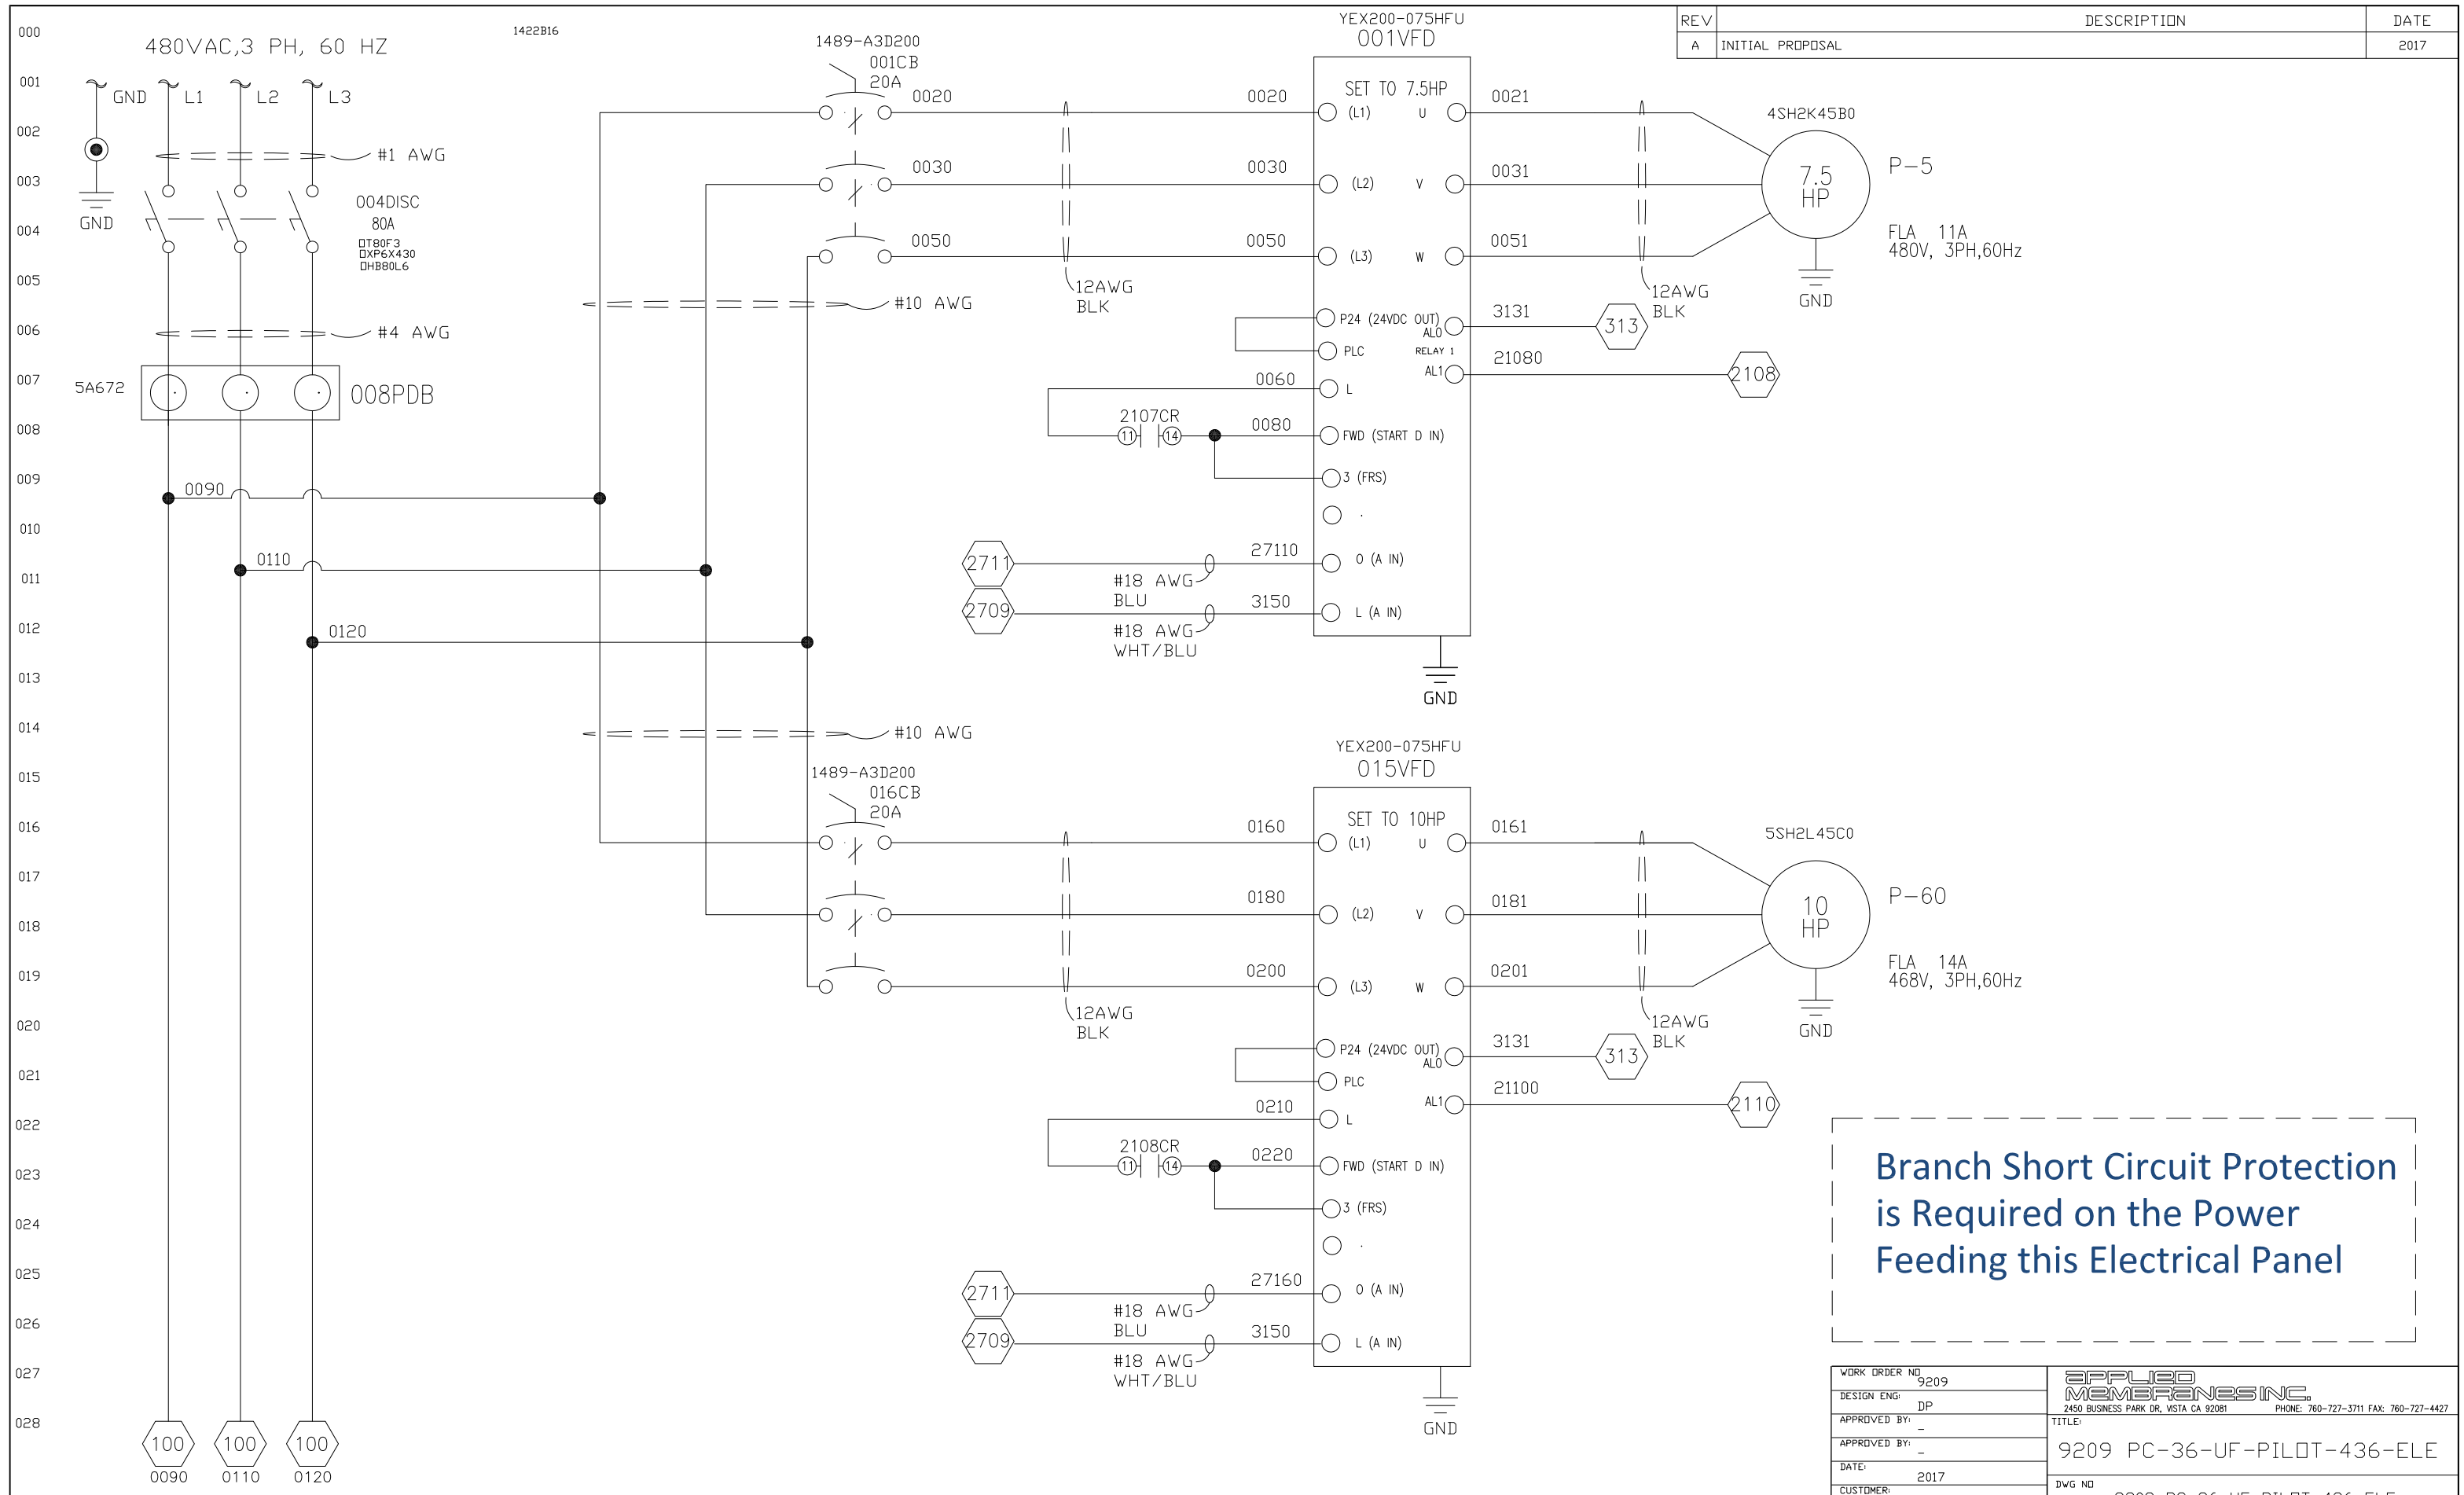 REV DESCRIPTION DATE
A INITIAL PROPOSAL 2017
000
001
002
003
004
005
006
007
008
009
010
011
012
013
014
015
016
017
018
019
020
021
022
023
024
025
026
027
028
480VAC,3 PH, 60 HZ
1422B16
GND L1 L2 L3
#1 AWG
GND
004DISC
80A
OT80F3
OXP6X430
OHB80L6
#4 AWG
5A672
008PDB
0090
0110
0120
100 100 100
0090 0110 0120
1489-A3D200
001CB
20A
0020 0020
0030 0030
0050 0050
12AWG
BLK
#10 AWG
YEX200-075HFU
001VFD
SET TO 7.5HP
(L1) U
(L2) V
(L3) W
P24 (24VDC OUT)
AL0
PLC RELAY 1
AL1
L
FWD (START D IN)
3 (FRS)
O (A IN)
L (A IN)
GND
0060
2107CR
11 14
0080
2711
27110
#18 AWG
BLU
2709
3150
#18 AWG
WHT/BLU
0021
0031
0051
12AWG
BLK
3131
313
21080
2108
4SH2K45B0
7.5
HP
P-5
FLA 11A
480V, 3PH,60Hz
GND
#10 AWG
1489-A3D200
016CB
20A
0160
0180
0200
12AWG
BLK
YEX200-075HFU
015VFD
SET TO 10HP
(L1) U
(L2) V
(L3) W
P24 (24VDC OUT)
AL0
PLC
AL1
L
FWD (START D IN)
3 (FRS)
O (A IN)
L (A IN)
GND
0210
2108CR
11 14
0220
2711
27160
#18 AWG
BLU
2709
3150
#18 AWG
WHT/BLU
0161
0181
0201
12AWG
BLK
3131
313
21100
2110
5SH2L45C0
10
HP
P-60
FLA 14A
468V, 3PH,60Hz
GND
Branch Short Circuit Protection
is Required on the Power
Feeding this Electrical Panel
WORK ORDER NO
9209
DESIGN ENG:
DP
APPROVED BY:
-
APPROVED BY:
-
DATE:
2017
CUSTOMER:
APPLIED
MEMBRANES INC.
2450 BUSINESS PARK DR, VISTA CA 92081 PHONE: 760-727-3711 FAX: 760-727-4427
TITLE:
9209 PC-36-UF-PILOT-436-ELE
DWG NO